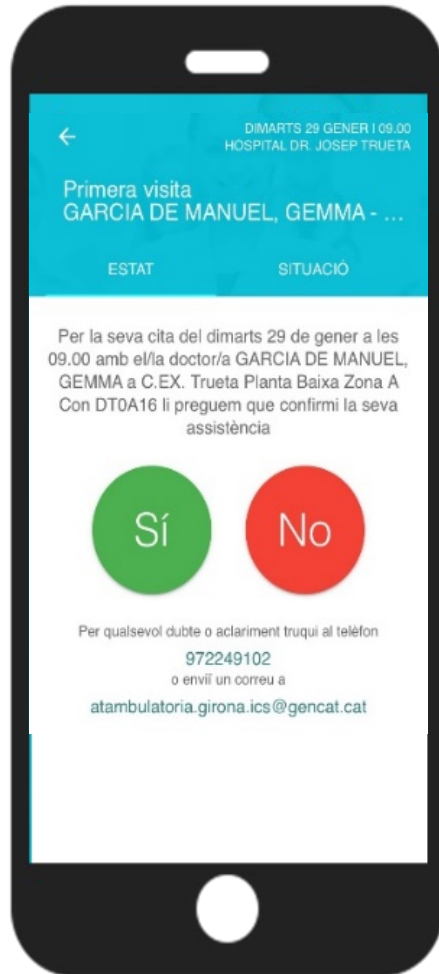 DIMARTS 29 GENER I 09.00
HOSPITAL DR. JOSEP TRUETA
Primera visita
GARCIA DE MANUEL, GEMMA - ...
ESTAT
SITUACIÓ
Per la seva cita del dimarts 29 de gener a les
09.00 amb el/la doctor/a GARCIA DE MANUEL,
GEMMA a C.EX. Trueta Planta Baixa Zona A
Con DT0A16 li preguem que confirmi la seva
assistència
Sí
No
Per qualsevol dubte o aclariment truqui al telèfon
972249102
o enviï un correu a
atambulatoria.girona.ics@gencat.cat